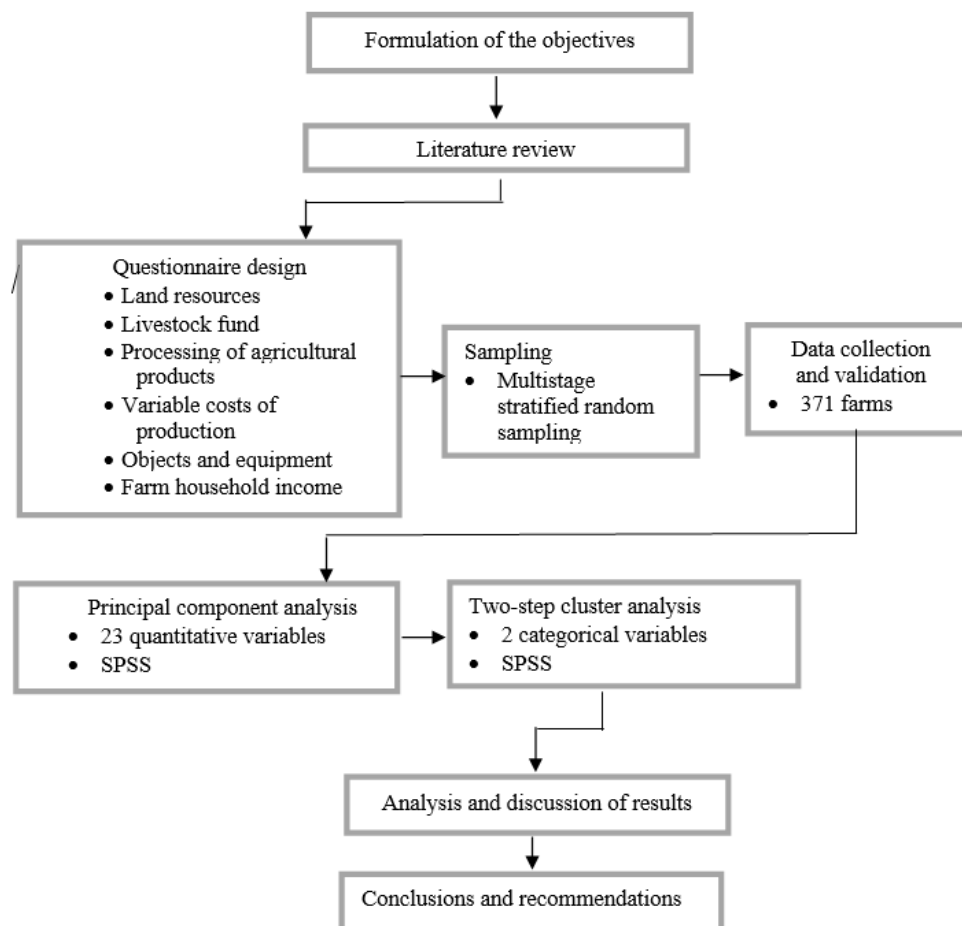 Formulation of the objectives
Literature review
Questionnaire design
• Land resources
• Livestock fund
• Processing of agricultural
products
• Variable costs of
production
• Objects and equipment
• Farm household income
Sampling
• Multistage
stratified random
sampling
Data collection
and validation
• 371 farms
Principal component analysis
• 23 quantitative variables
• SPSS
Two-step cluster analysis
• 2 categorical variables
• SPSS
Analysis and discussion of results
Conclusions and recommendations